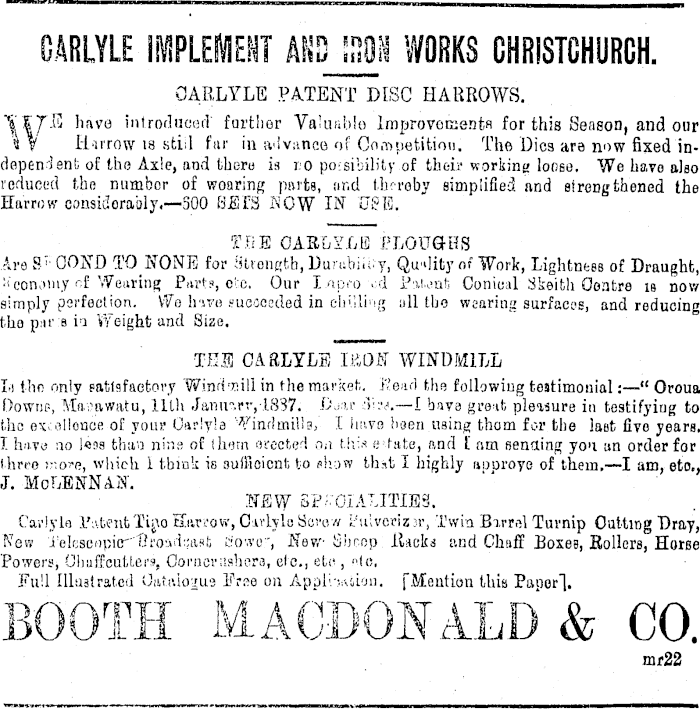 CARLYLE IMPLEMENT AND IRON WORKS CHRISTCHURCH.
CARLYLE PATENT DISC HARROWS.
WE have introduced further Valuable Improvements for this Season, and our
Harrow is still far in advance of Competition. The Dics are now fixed in-
dependent of the Axle, and there is no possibility of their working loose. We have also
reduced the number of wearing parts, and thereby simplified and strengthened the
Harrow considerably.—600 SETS NOW IN USE.
THE CARLYLE PLOUGHS
Are SECOND TO NONE for Strength, Durability, Quality of Work, Lightness of Draught,
Economy of Wearing Parts, etc. Our Improved Patent Conical Skeith Centre is now
simply perfection. We have succeeded in chilling all the wearing surfaces, and reducing
the parts in Weight and Size.
THE CARLYLE IRON WINDMILL
Is the only satisfactory Windmill in the market. Read the following testimonial:—“ Oroua
Downs, Manawatu, 11th January, 1887. Dear Sirs.—I have great pleasure in testifying to
the excellence of your Carlyle Windmills, I have been using them for the last five years.
I have no less than nine of them erected on this estate, and I am sending you an order for
three more, which I think is sufficient to show that I highly approve of them.—I am, etc.,
J. McLENNAN.
NEW SPECIALITIES.
Carlyle Patent Tine Harrow, Carlyle Screw Pulverizer, Twin Barrel Turnip Cutting Dray,
New Telescopic Broadcast Sower, New Sheep Racks and Chaff Boxes, Rollers, Horse
Powers, Chaffcutters, Corncrushers, etc., etc, etc.
Full Illustrated Catalogue Free on Application. [Mention this Paper].
BOOTH MACDONALD & CO.
mr22